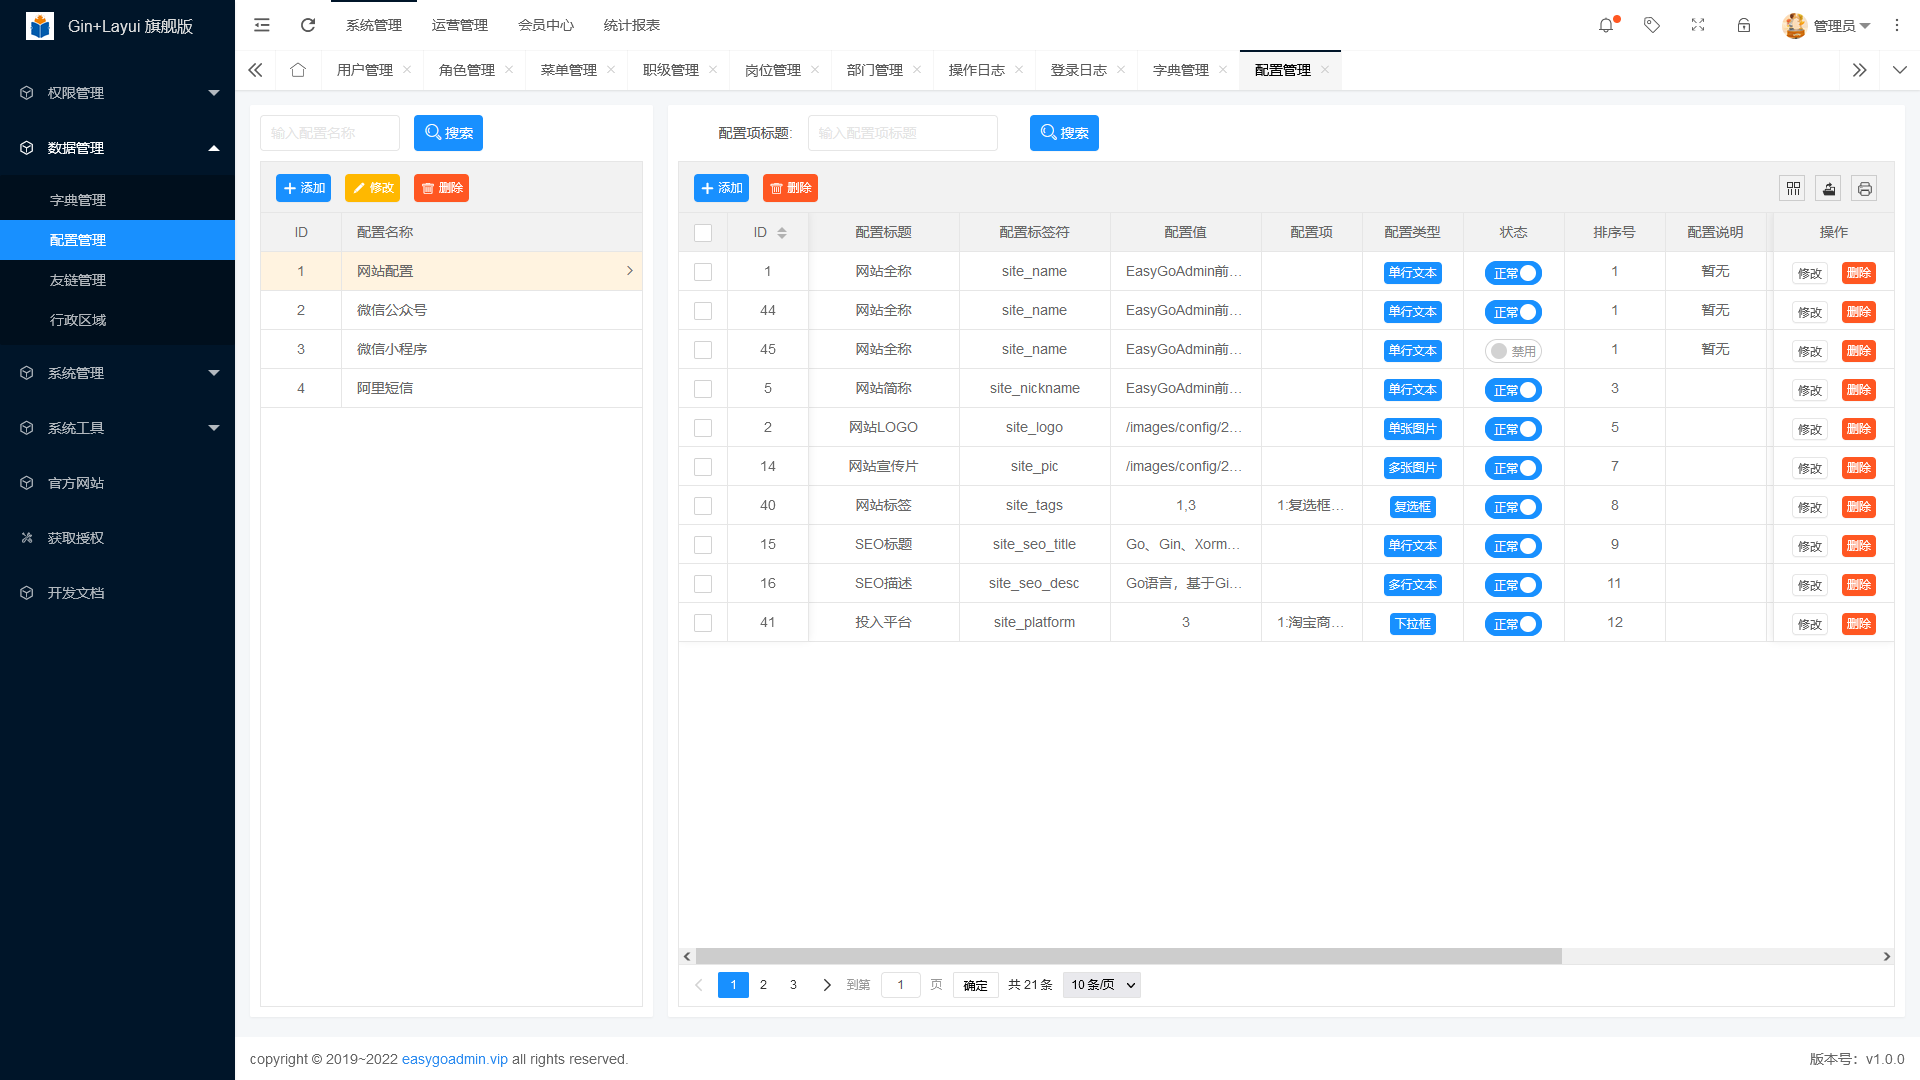 Gin+Layui 旗舰版
权限管理
数据管理
字典管理
配置管理
友链管理
行政区域
系统管理
系统工具
官方网站
获取授权
开发文档
系统管理 运营管理 会员中心 统计报表 管理员
用户管理 角色管理 菜单管理 职级管理 岗位管理 部门管理 操作日志 登录日志 字典管理 配置管理
输入配置名称 搜索
添加 修改 删除
ID 配置名称
1 网站配置
2 微信公众号
3 微信小程序
4 阿里短信
配置项标题: 输入配置项标题 搜索
添加 删除
ID 配置标题 配置标签符 配置值 配置项 配置类型 状态 排序号 配置说明 操作
1 网站全称 site_name EasyGoAdmin前... 单行文本 正常 1 暂无 修改 删除
44 网站全称 site_name EasyGoAdmin前... 单行文本 正常 1 暂无 修改 删除
45 网站全称 site_name EasyGoAdmin前... 单行文本 禁用 1 暂无 修改 删除
5 网站简称 site_nickname EasyGoAdmin前... 单行文本 正常 3 修改 删除
2 网站LOGO site_logo /images/config/2... 单张图片 正常 5 修改 删除
14 网站宣传片 site_pic /images/config/2... 多张图片 正常 7 修改 删除
40 网站标签 site_tags 1,3 1:复选框... 复选框 正常 8 修改 删除
15 SEO标题 site_seo_title Go、Gin、Xorm... 单行文本 正常 9 修改 删除
16 SEO描述 site_seo_desc Go语言，基于Gi... 多行文本 正常 11 修改 删除
41 投入平台 site_platform 3 1:淘宝商... 下拉框 正常 12 修改 删除
1 2 3 到第 1 页 确定 共 21 条 10 条/页
copyright © 2019~2022 easygoadmin.vip all rights reserved.
版本号：v1.0.0